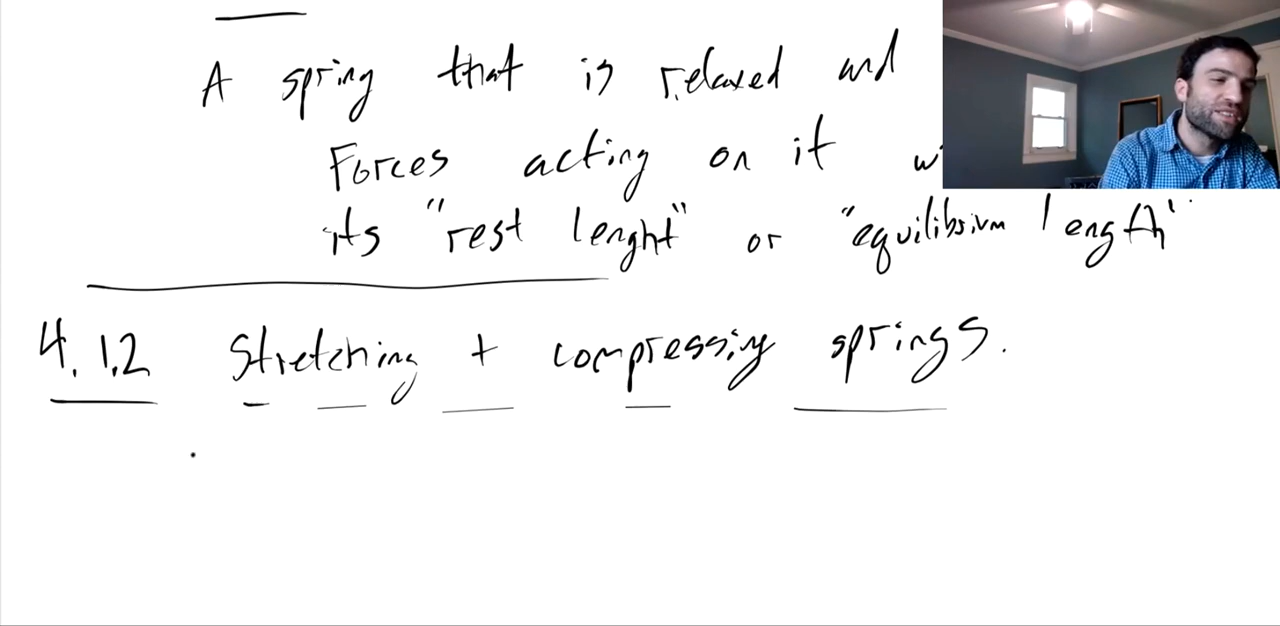 A spring that is relaxed and
Forces acting on it w
its "rest lenght" or "equilibrium length"
4.1.2 Stretching + compressing springs.